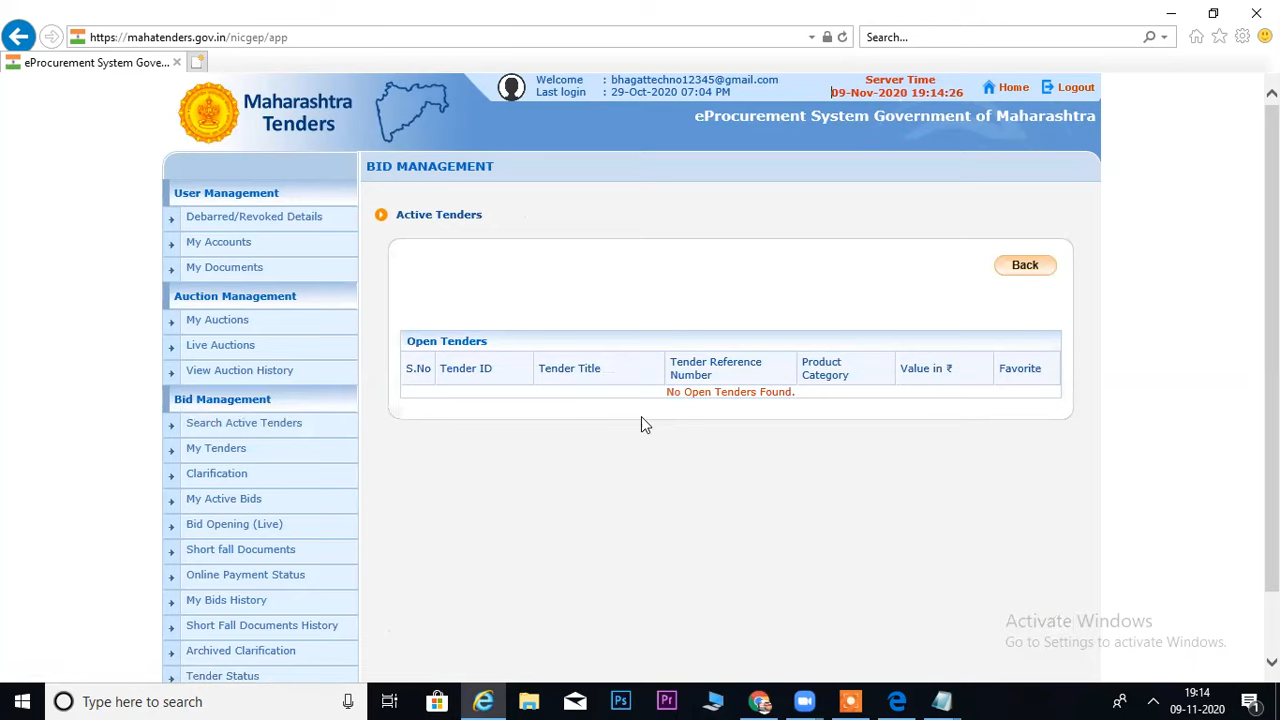 https://mahatenders.gov.in/nicgep/app
Search...
eProcurement System Gove...
Maharashtra
Tenders
Welcome : bhagattechno12345@gmail.com
Last login : 29-Oct-2020 07:04 PM
Server Time
09-Nov-2020 19:14:26
Home
Logout
eProcurement System Government of Maharashtra
User Management
Debarred/Revoked Details
My Accounts
My Documents
Auction Management
My Auctions
Live Auctions
View Auction History
Bid Management
Search Active Tenders
My Tenders
Clarification
My Active Bids
Bid Opening (Live)
Short fall Documents
Online Payment Status
My Bids History
Short Fall Documents History
Archived Clarification
Tender Status
BID MANAGEMENT
Active Tenders
Back
Open Tenders
S.No Tender ID Tender Title Tender Reference Number Product Category Value in ₹ Favorite
No Open Tenders Found.
Activate Windows
Go to Settings to activate Windows.
Type here to search
Ps
Pr
19:14
09-11-2020
1